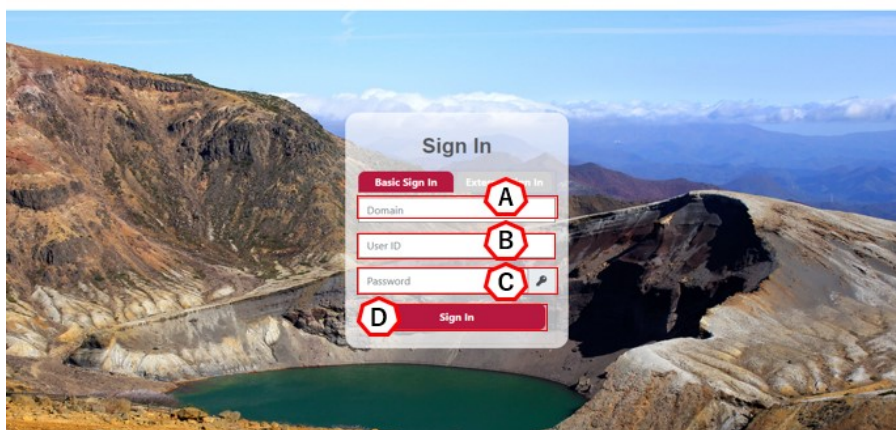 Sign In
Basic Sign In
A
Domain
B
User ID
C
Password
D
Sign In